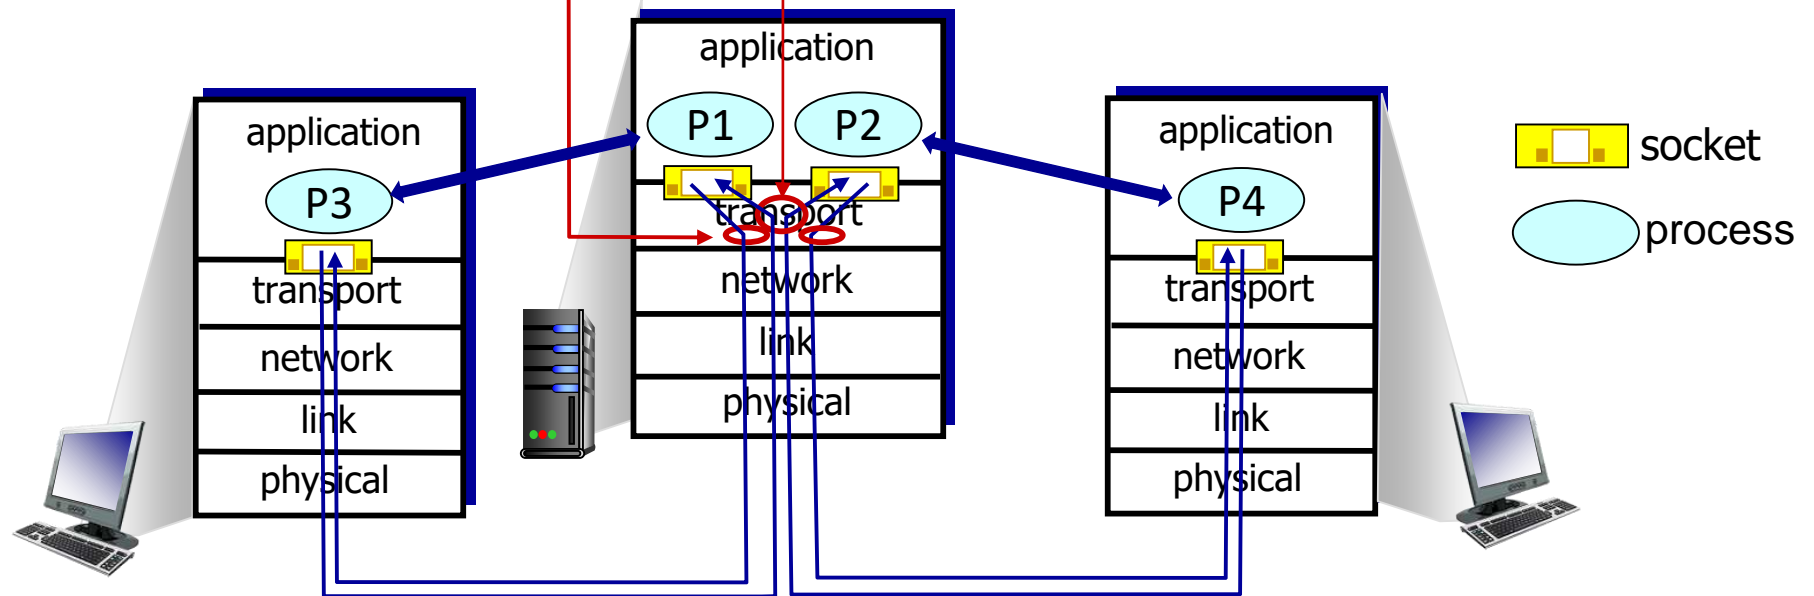 application
P1
P2
transport
network
link
physical
application
P3
transport
network
link
physical
application
P4
transport
network
link
physical
socket
process